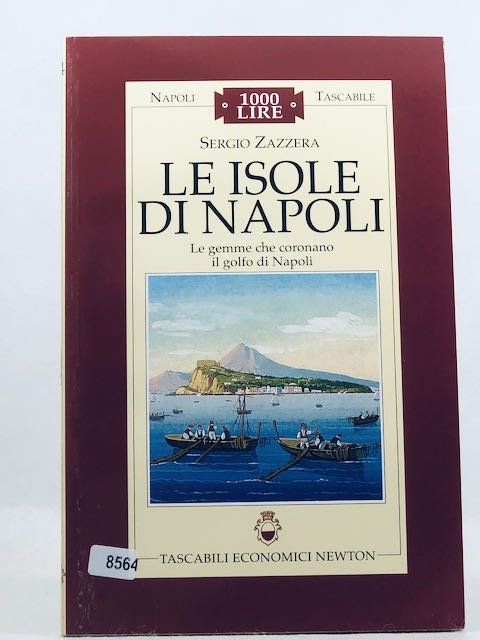 NAPOLI 1000 LIRE TASCABILE
SERGIO ZAZZERA
LE ISOLE
DI NAPOLI
Le gemme che coronano
il golfo di Napoli
8564
TASCABILI ECONOMICI NEWTON